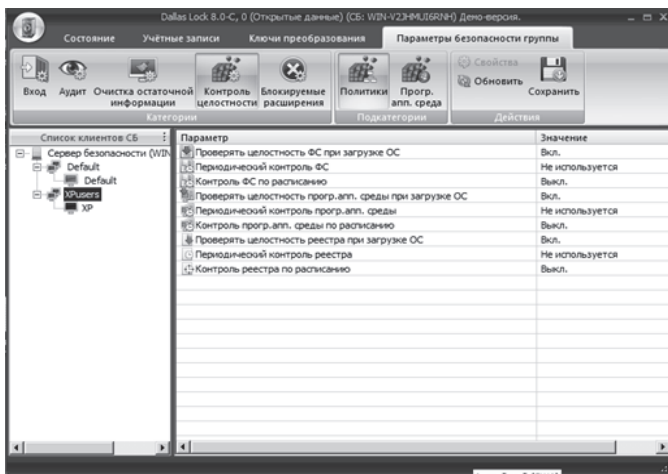 Dallas Lock 8.0-C, 0 (Открытые данные) (СБ: WIN-V2JHMUI6RNH) Демо-версия.
Состояние Учётные записи Ключи преобразования Параметры безопасности группы
Вход Аудит Очистка остаточной информации Контроль целостности Блокируемые расширения Политики Прогр. апп. среда Свойства Обновить Сохранить
Категории Подкатегории Действия
Список клиентов СБ Параметр Значение
Сервер безопасности (WIN
Default
Default
XPusers
XP
Проверять целостность ФС при загрузке ОС Вкл.
Периодический контроль ФС Не используется
Контроль ФС по расписанию Выкл.
Проверять целостность прогр.апп. среды при загрузке ОС Вкл.
Периодический контроль прогр.апп. среды Не используется
Контроль прогр.апп. среды по расписанию Выкл.
Проверять целостность реестра при загрузке ОС Вкл.
Периодический контроль реестра Не используется
Контроль реестра по расписанию Выкл.